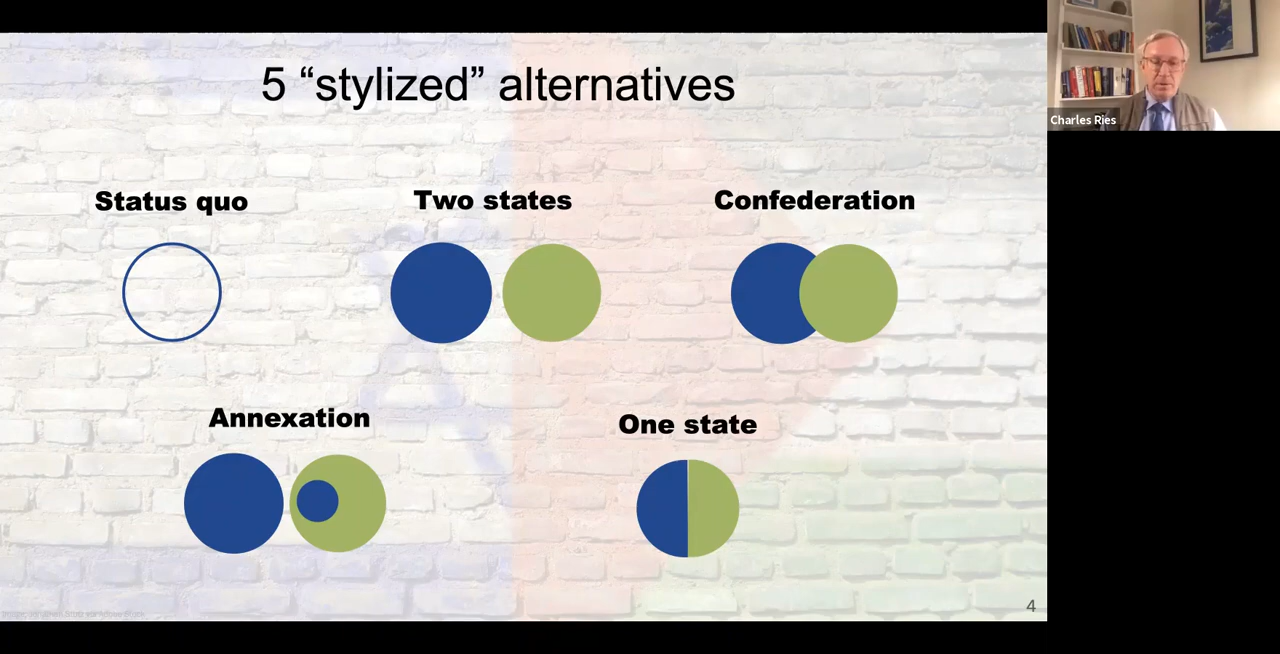 5 “stylized” alternatives
Charles Ries
Status quo
Two states
Confederation
Annexation
One state
4